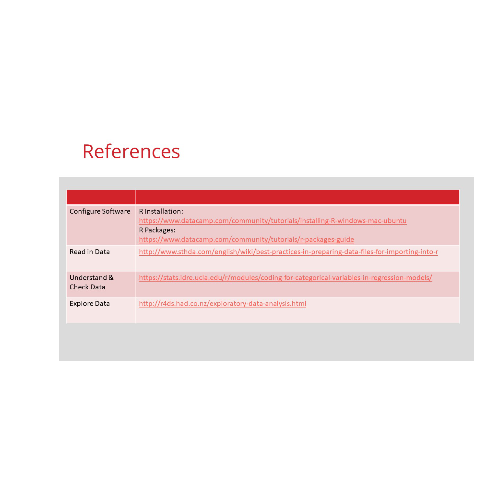 References
Configure Software
R Installation:
https://www.datacamp.com/community/tutorials/installing-R-windows-mac-ubuntu
R Packages:
https://www.datacamp.com/community/tutorials/r-packages-guide
Read in Data
http://www.sthda.com/english/wiki/best-practices-in-preparing-data-files-for-importing-into-r
Understand &
Check Data
https://stats.idre.ucla.edu/r/modules/coding-for-categorical-variables-in-regression-models/
Explore Data
http://r4ds.had.co.nz/exploratory-data-analysis.html